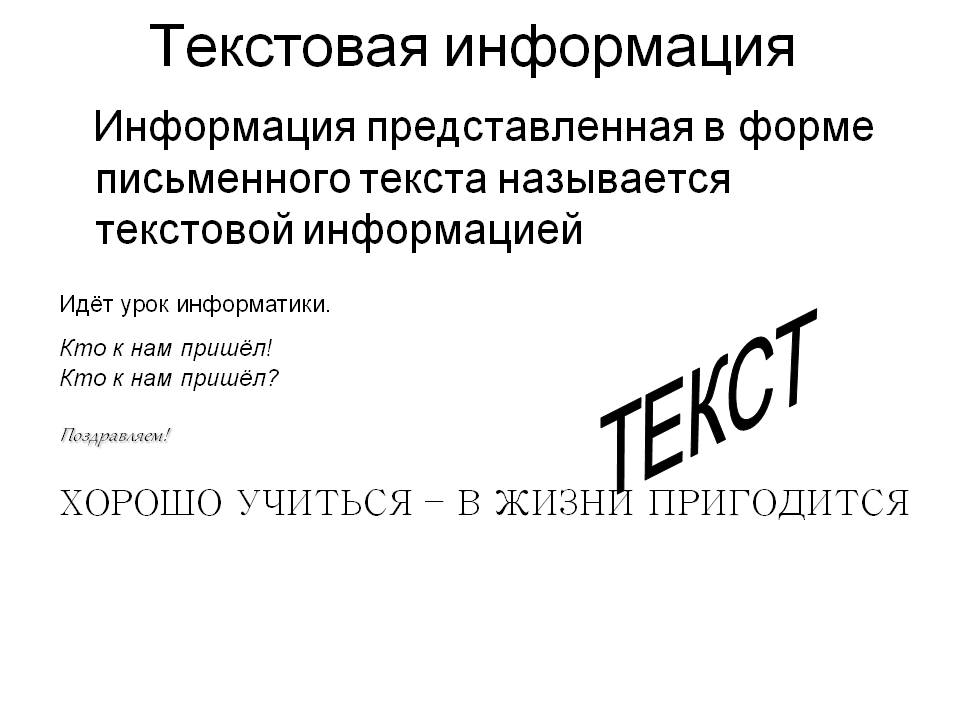 Текстовая информация
Информация представленная в форме
письменного текста называется
текстовой информацией
Идёт урок информатики.
Кто к нам пришёл!
Кто к нам пришёл?
ТЕКСТ
Поздравляем!
ХОРОШО УЧИТЬСЯ – В ЖИЗНИ ПРИГОДИТСЯ